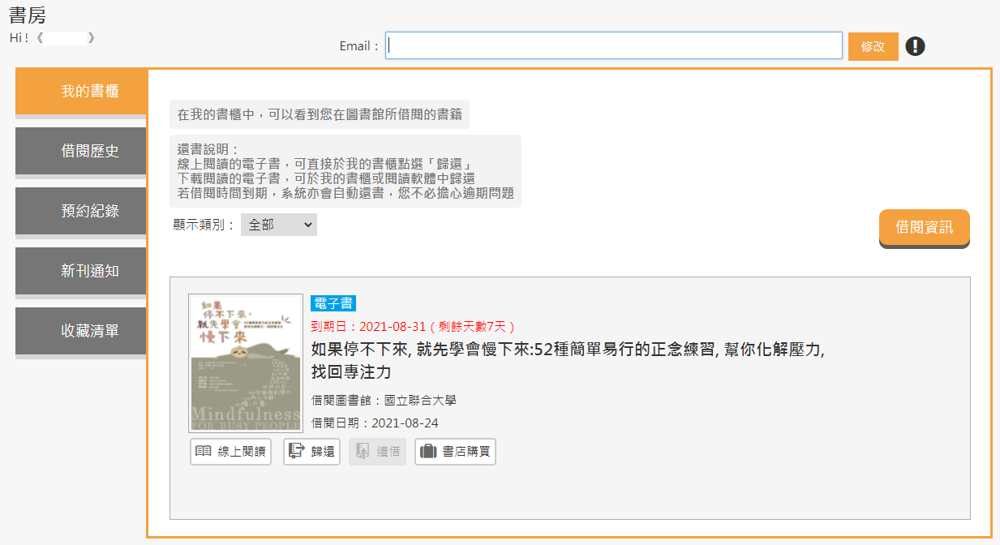 書房
Hi !《 》
Email：
修改
我的書櫃
借閱歷史
預約紀錄
新刊通知
收藏清單
在我的書櫃中，可以看到您在圖書館所借閱的書籍
還書說明：
線上閱讀的電子書，可直接於我的書櫃點選「歸還」
下載閱讀的電子書，可於我的書櫃或閱讀軟體中歸還
若借閱時間到期，系統亦會自動還書，您不必擔心逾期問題
顯示類別： 全部
借閱資訊
如果
停不下來，
就先學會
慢下來
Mindfulness
FOR BUSY PEOPLE
電子書
到期日：2021-08-31 ( 剩餘天數7天 )
如果停不下來, 就先學會慢下來:52種簡單易行的正念練習, 幫你化解壓力,
找回專注力
借閱圖書館：國立聯合大學
借閱日期：2021-08-24
線上閱讀 歸還 續借 書店購買